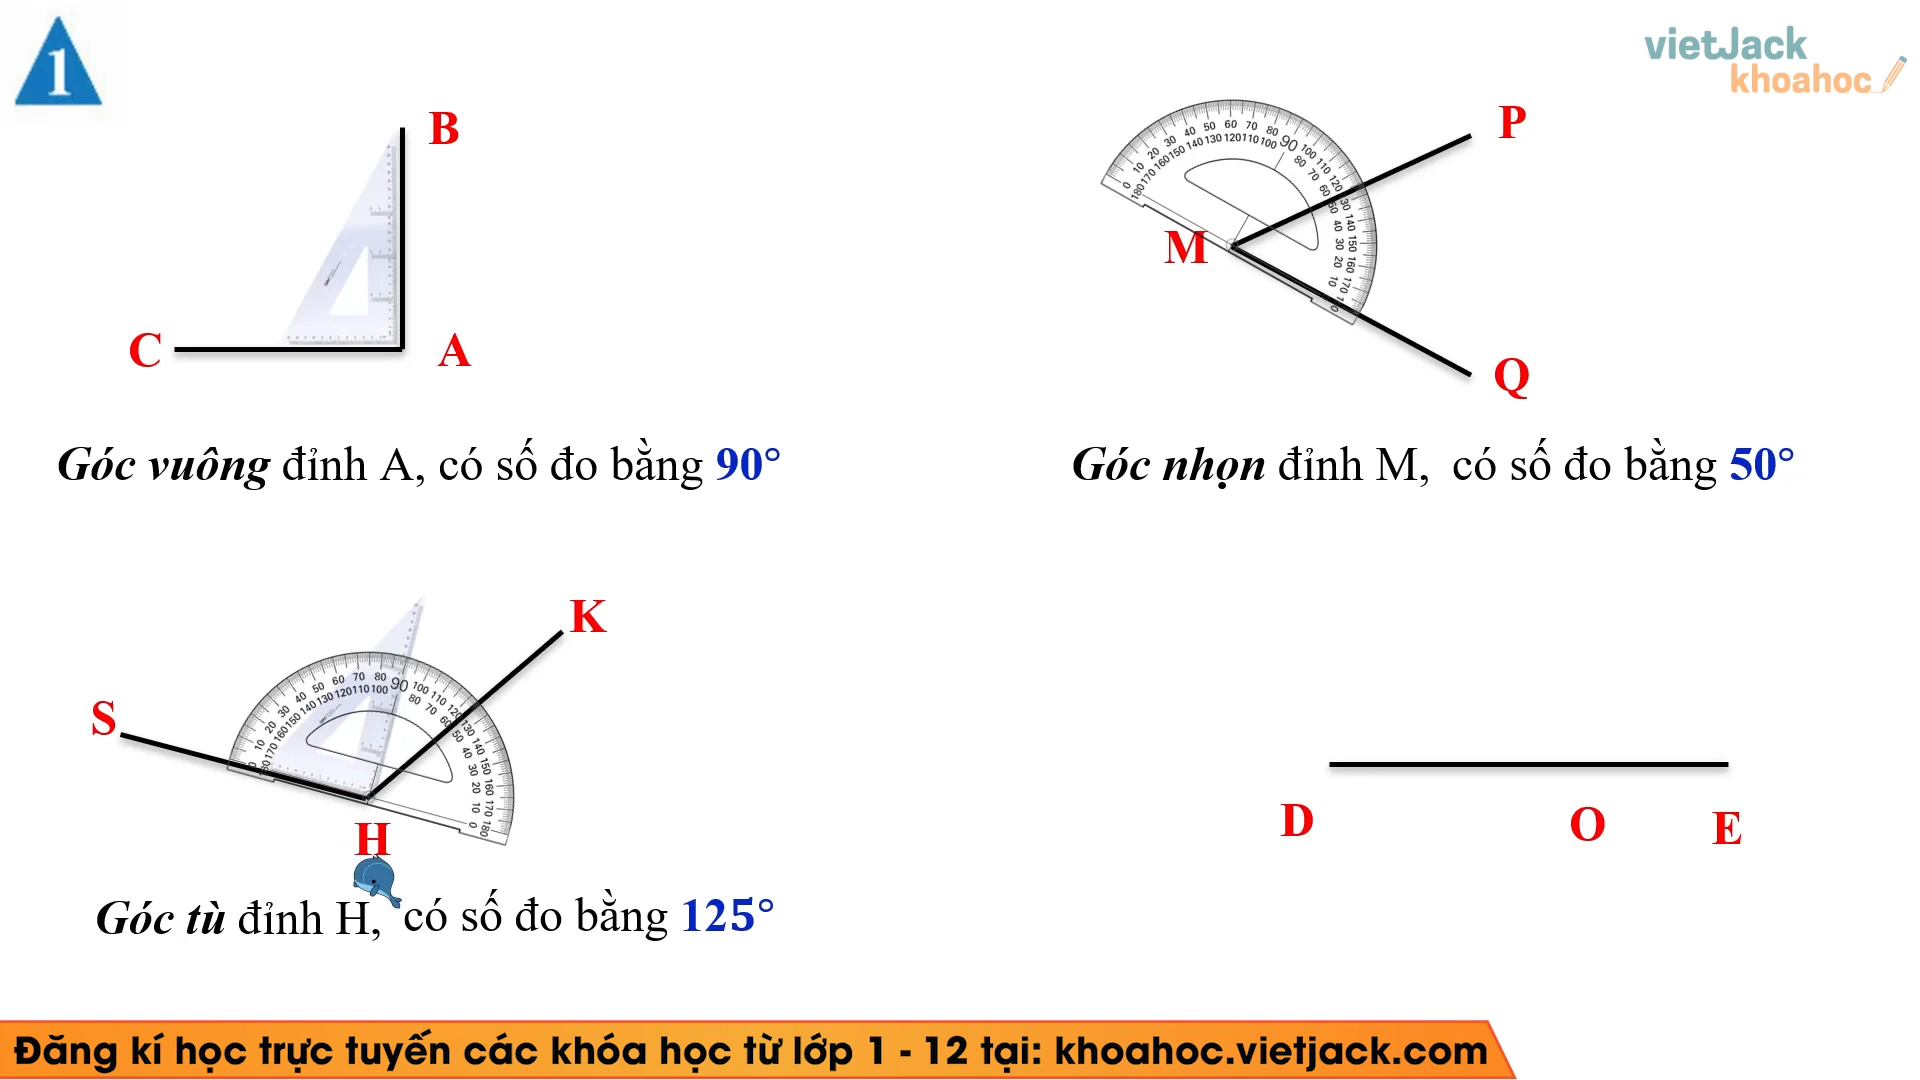 1
vietJack
khoahoc
B
P
M
C
A
Q
Góc vuông đỉnh A, có số đo bằng 90°
Góc nhọn đỉnh M, có số đo bằng 50°
K
S
H
D
O
E
Góc tù đỉnh H, có số đo bằng 125°
Đăng kí học trực tuyến các khóa học từ lớp 1 - 12 tại: khoahoc.vietjack.com